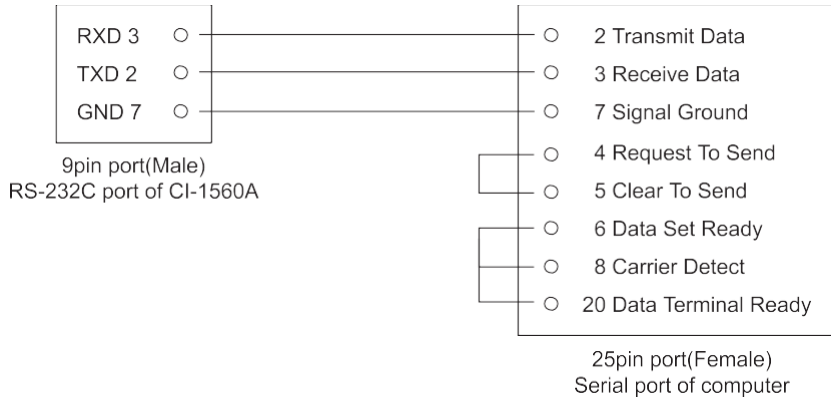 RXD 3
TXD 2
GND 7
9pin port(Male)
RS-232C port of CI-1560A
2 Transmit Data
3 Receive Data
7 Signal Ground
4 Request To Send
5 Clear To Send
6 Data Set Ready
8 Carrier Detect
20 Data Terminal Ready
25pin port(Female)
Serial port of computer